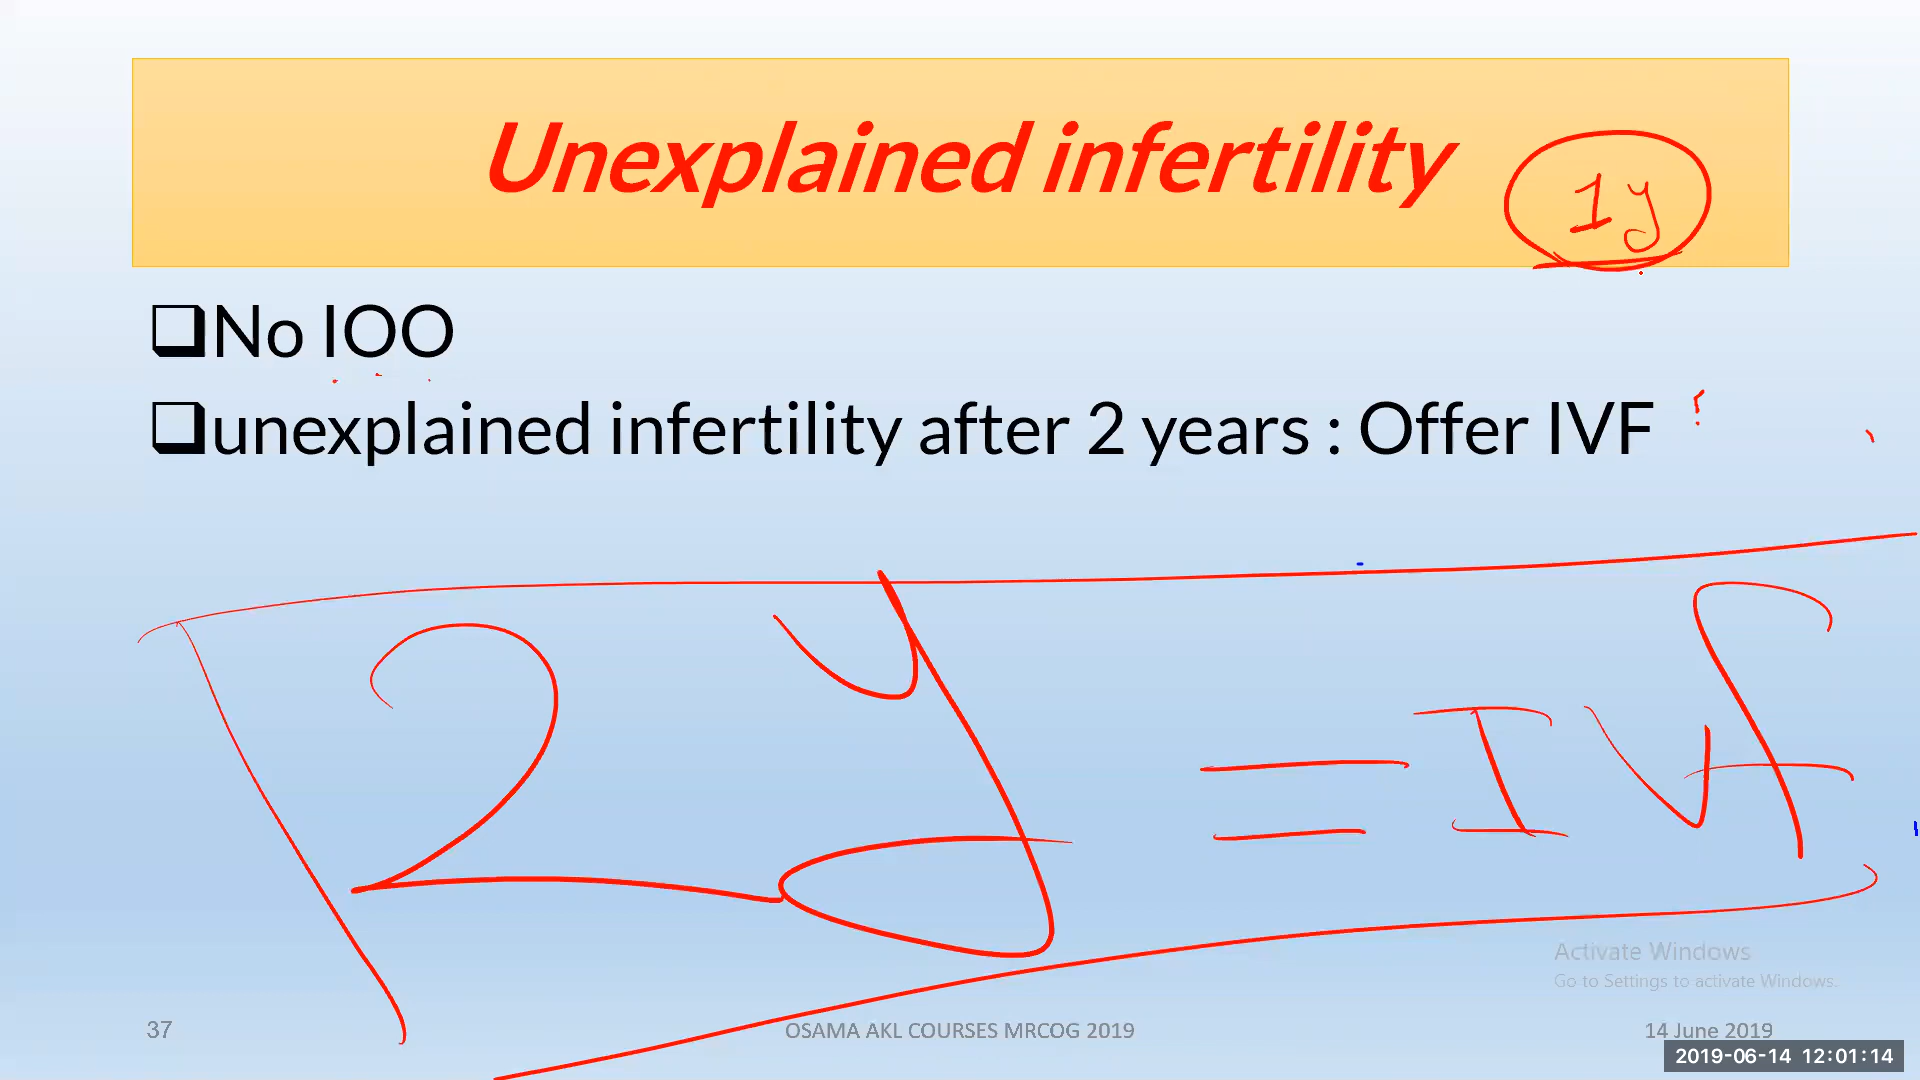 Unexplained infertility
1y
No IOO
unexplained infertility after 2 years : Offer IVF
2y = IVf
Activate Windows
Go to Settings to activate Windows.
37
OSAMA AKL COURSES MRCOG 2019
14 June 2019
2019-06-14 12:01:14